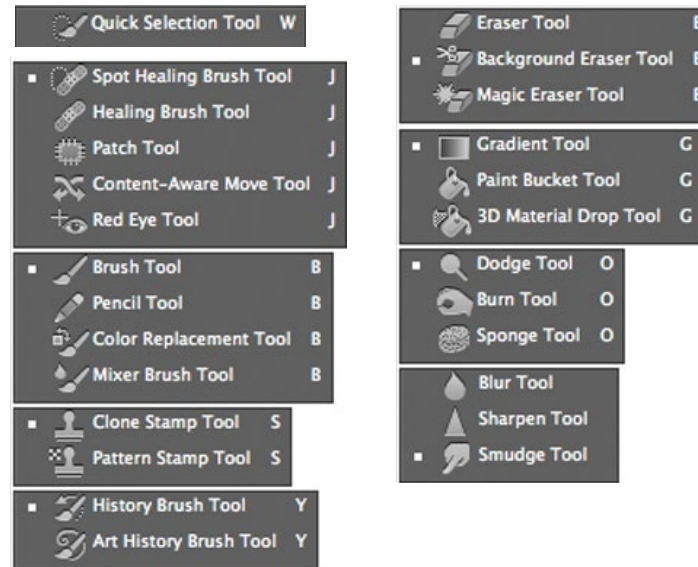 Quick Selection Tool W
Spot Healing Brush Tool J
Healing Brush Tool J
Patch Tool J
Content-Aware Move Tool J
Red Eye Tool J
Brush Tool B
Pencil Tool B
Color Replacement Tool B
Mixer Brush Tool B
Clone Stamp Tool S
Pattern Stamp Tool S
History Brush Tool Y
Art History Brush Tool Y
Eraser Tool E
Background Eraser Tool E
Magic Eraser Tool E
Gradient Tool G
Paint Bucket Tool G
3D Material Drop Tool G
Dodge Tool O
Burn Tool O
Sponge Tool O
Blur Tool
Sharpen Tool
Smudge Tool